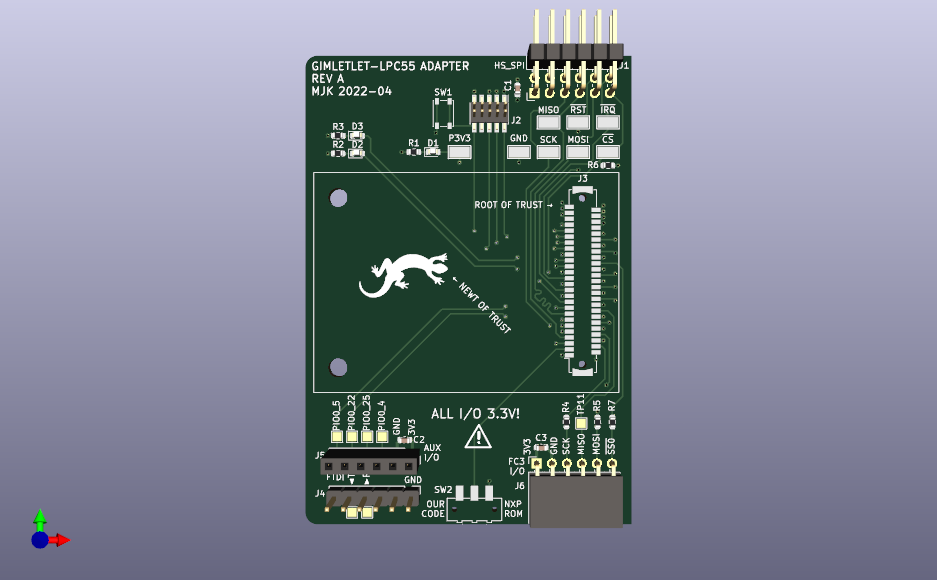 GIMLETLET-LPC55 ADAPTER
REV A
MJK 2022-04
HS_SPI
J1
C1
SW1
J2
MISO
RST
IRQ
R3 D3
R2 D2
R1 D1
P3V3
GND
SCK
MOSI
CS
R6
J3
ROOT OF TRUST →
← NEWT OF TRUST
PIO0_5
PIO0_22
PIO0_25
PIO0_4
GND
3V3
C2
ALL I/O 3.3V!
R4
TP11
R5
R7
AUX
I/O
J5
FTDI
GND
J4
3V3
C3
GND
SCK
MISO
MOSI
SS0
FC3
I/O
J6
SW2
OUR
CODE
NXP
ROM